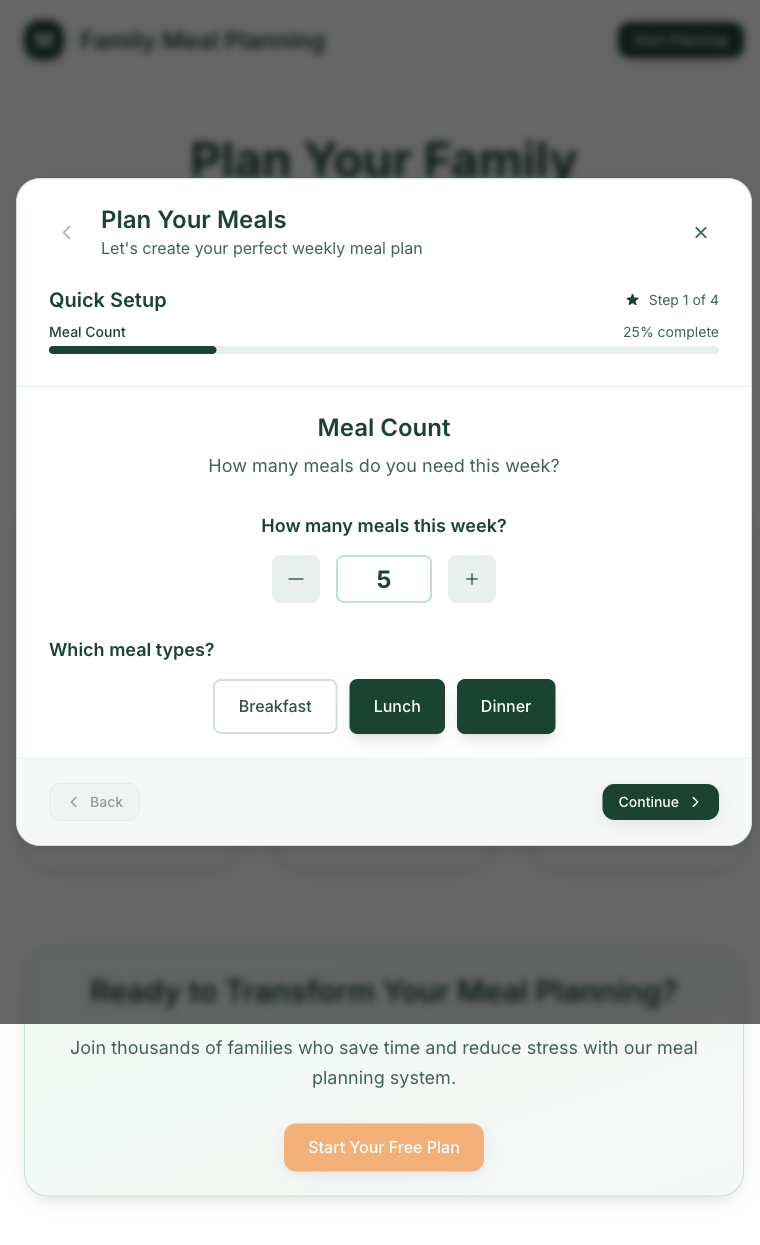 Family Meal Planning
Start Planning
Plan Your Family
Plan Your Meals
Let's create your perfect weekly meal plan
Quick Setup
Step 1 of 4
Meal Count
25% complete
Meal Count
How many meals do you need this week?
How many meals this week?
5
Which meal types?
Breakfast
Lunch
Dinner
Back
Continue
Ready to Transform Your Meal Planning?
Join thousands of families who save time and reduce stress with our meal
planning system.
Start Your Free Plan